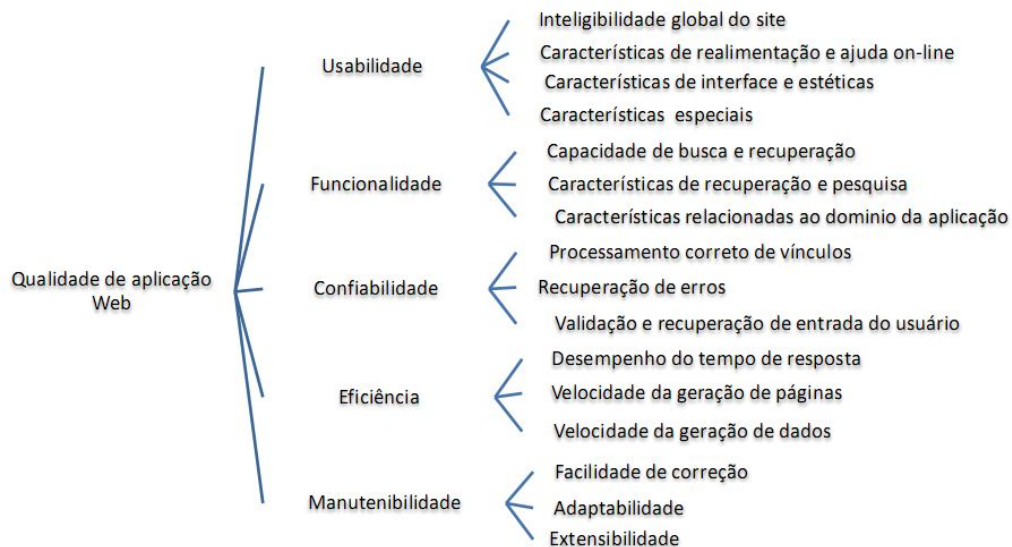 Qualidade de aplicação
Web
Usabilidade
Inteligibilidade global do site
Características de realimentação e ajuda on-line
Características de interface e estéticas
Características especiais
Funcionalidade
Capacidade de busca e recuperação
Características de recuperação e pesquisa
Características relacionadas ao dominio da aplicação
Confiabilidade
Processamento correto de vínculos
Recuperação de erros
Validação e recuperação de entrada do usuário
Eficiência
Desempenho do tempo de resposta
Velocidade da geração de páginas
Velocidade da geração de dados
Manutenibilidade
Facilidade de correção
Adaptabilidade
Extensibilidade